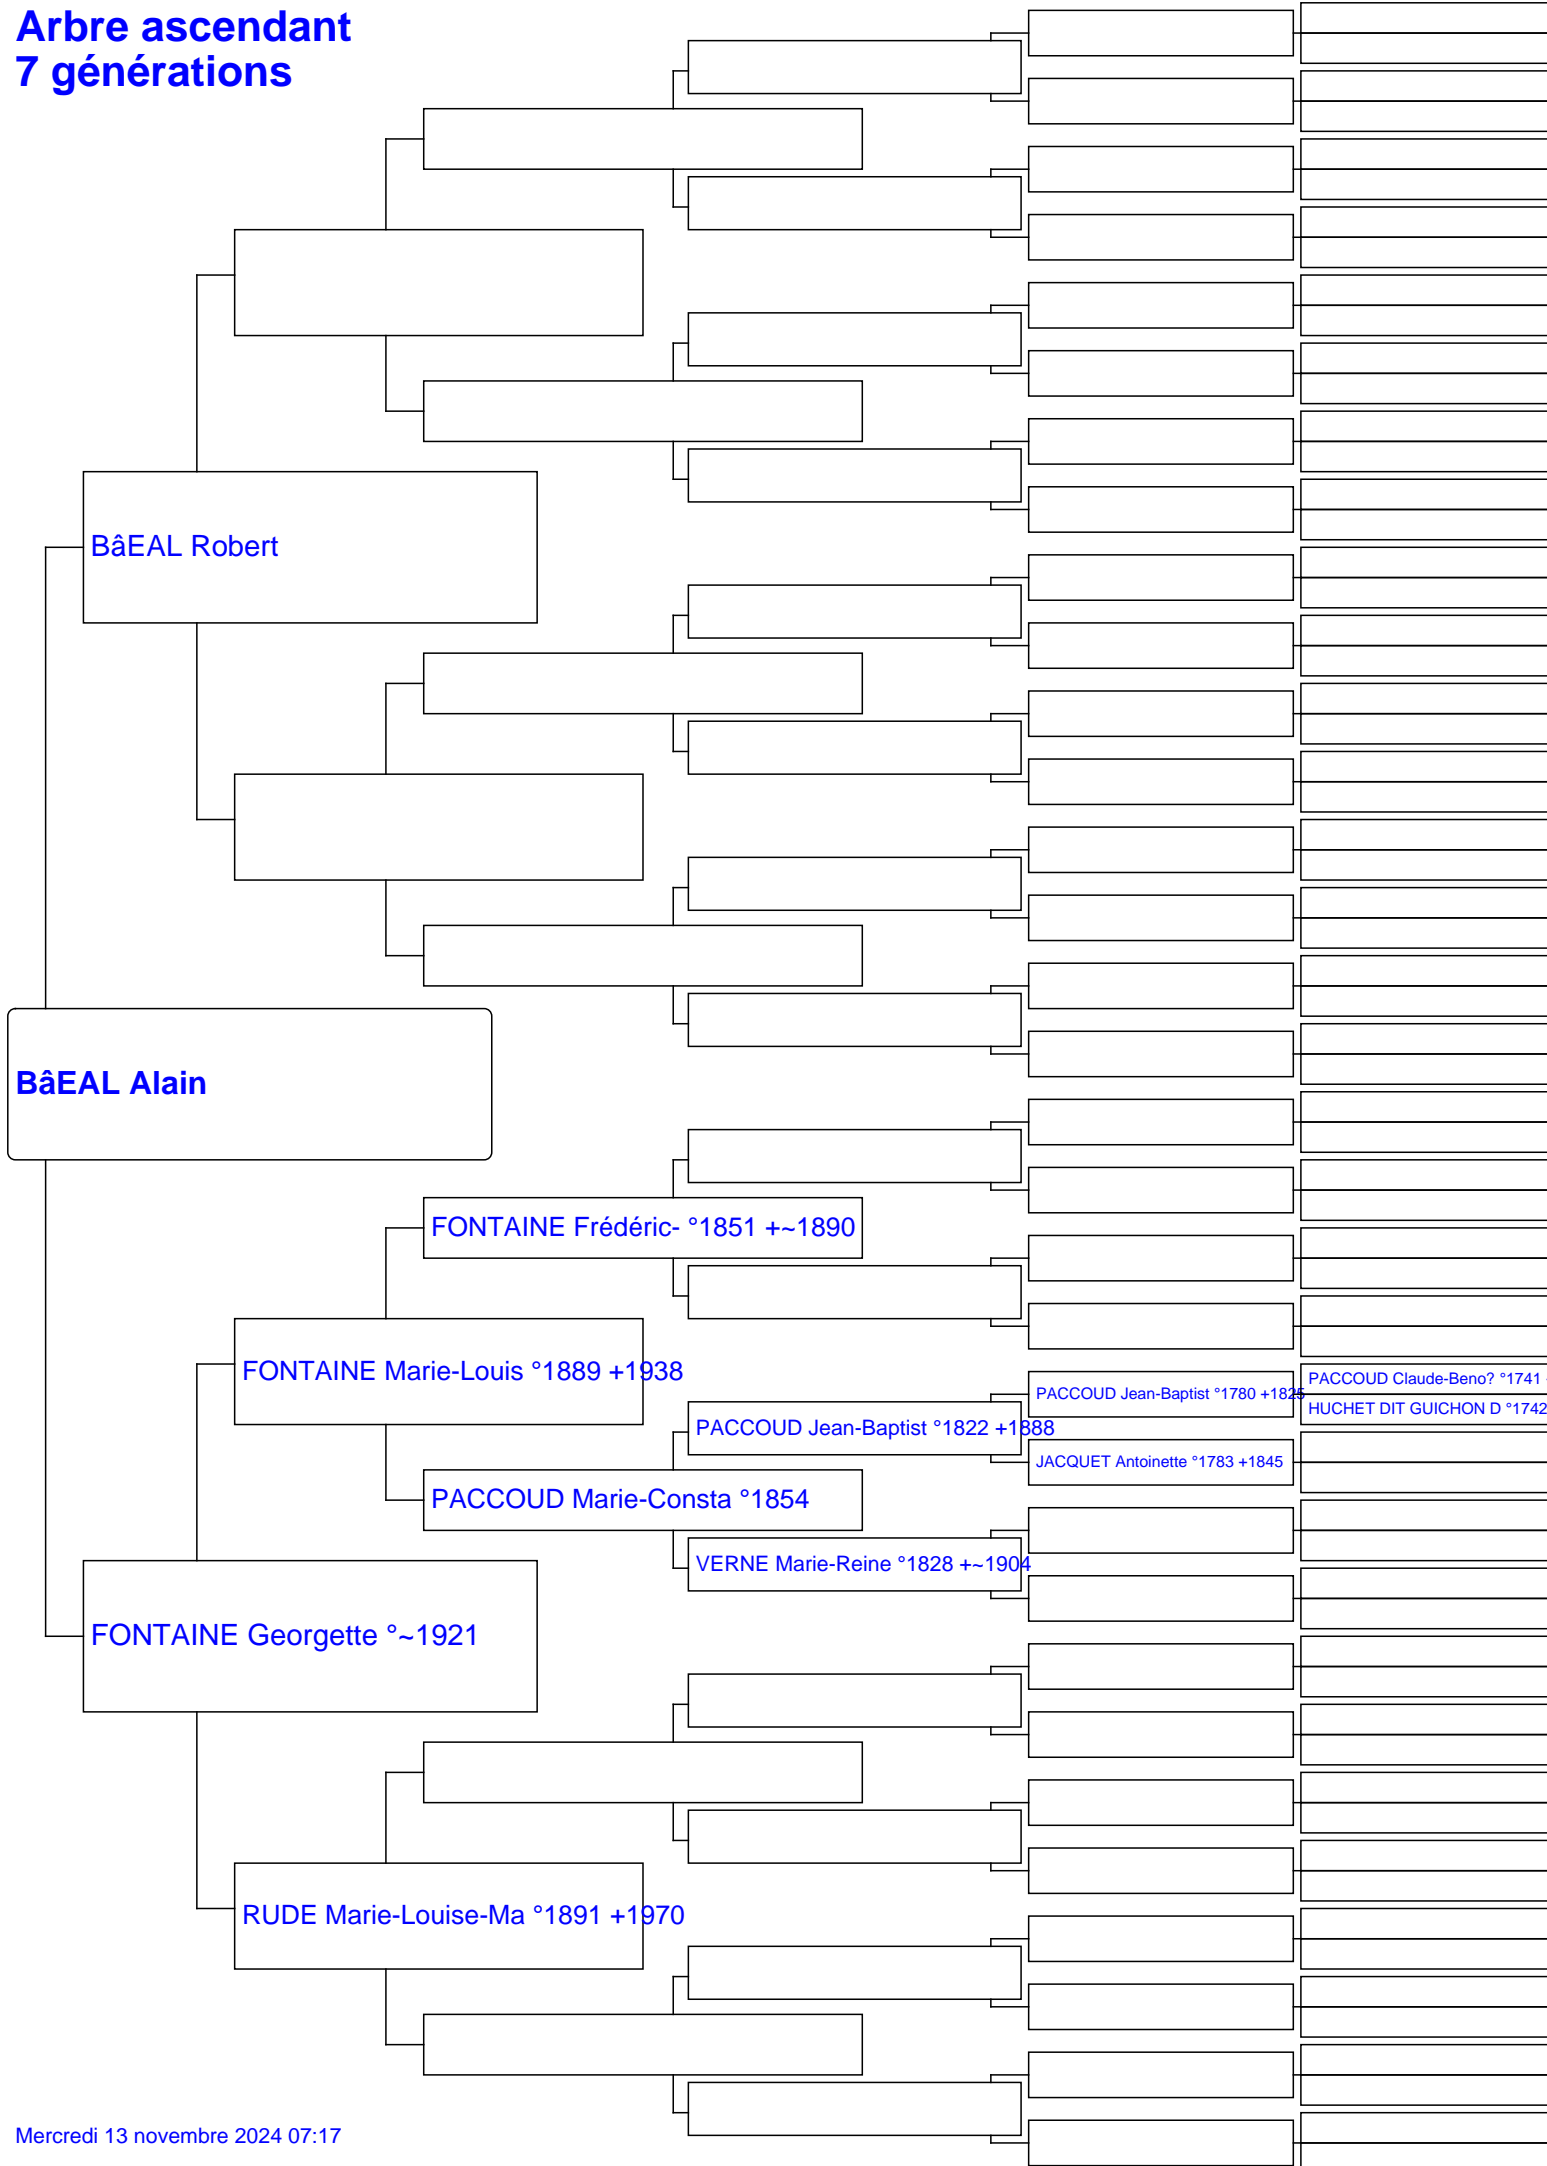 Arbre ascendant
7 générations
BâEAL Robert
BâEAL Alain
FONTAINE Frédéric- °1851 +~1890
FONTAINE Marie-Louis °1889 +1938
PACCOUD Jean-Baptist °1780 +1825
PACCOUD Claude-Beno? °1741
HUCHET DIT GUICHON D °1742
PACCOUD Jean-Baptist °1822 +1888
JACQUET Antoinette °1783 +1845
PACCOUD Marie-Consta °1854
VERNE Marie-Reine °1828 +~1904
FONTAINE Georgette °~1921
RUDE Marie-Louise-Ma °1891 +1970
Mercredi 13 novembre 2024 07:17